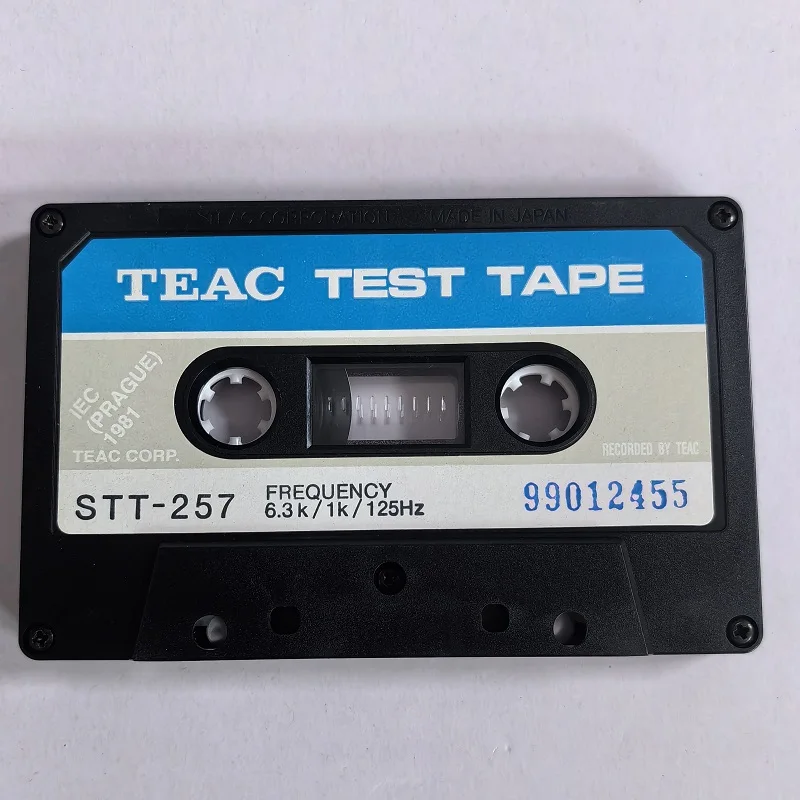 TEAC CORPORATION MADE IN JAPAN
TEAC TEST TAPE
IEC
(PRAGUE)
1981
TEAC CORP.
RECORDED BY TEAC
STT-257
FREQUENCY
6.3k/1k/125Hz
99012455